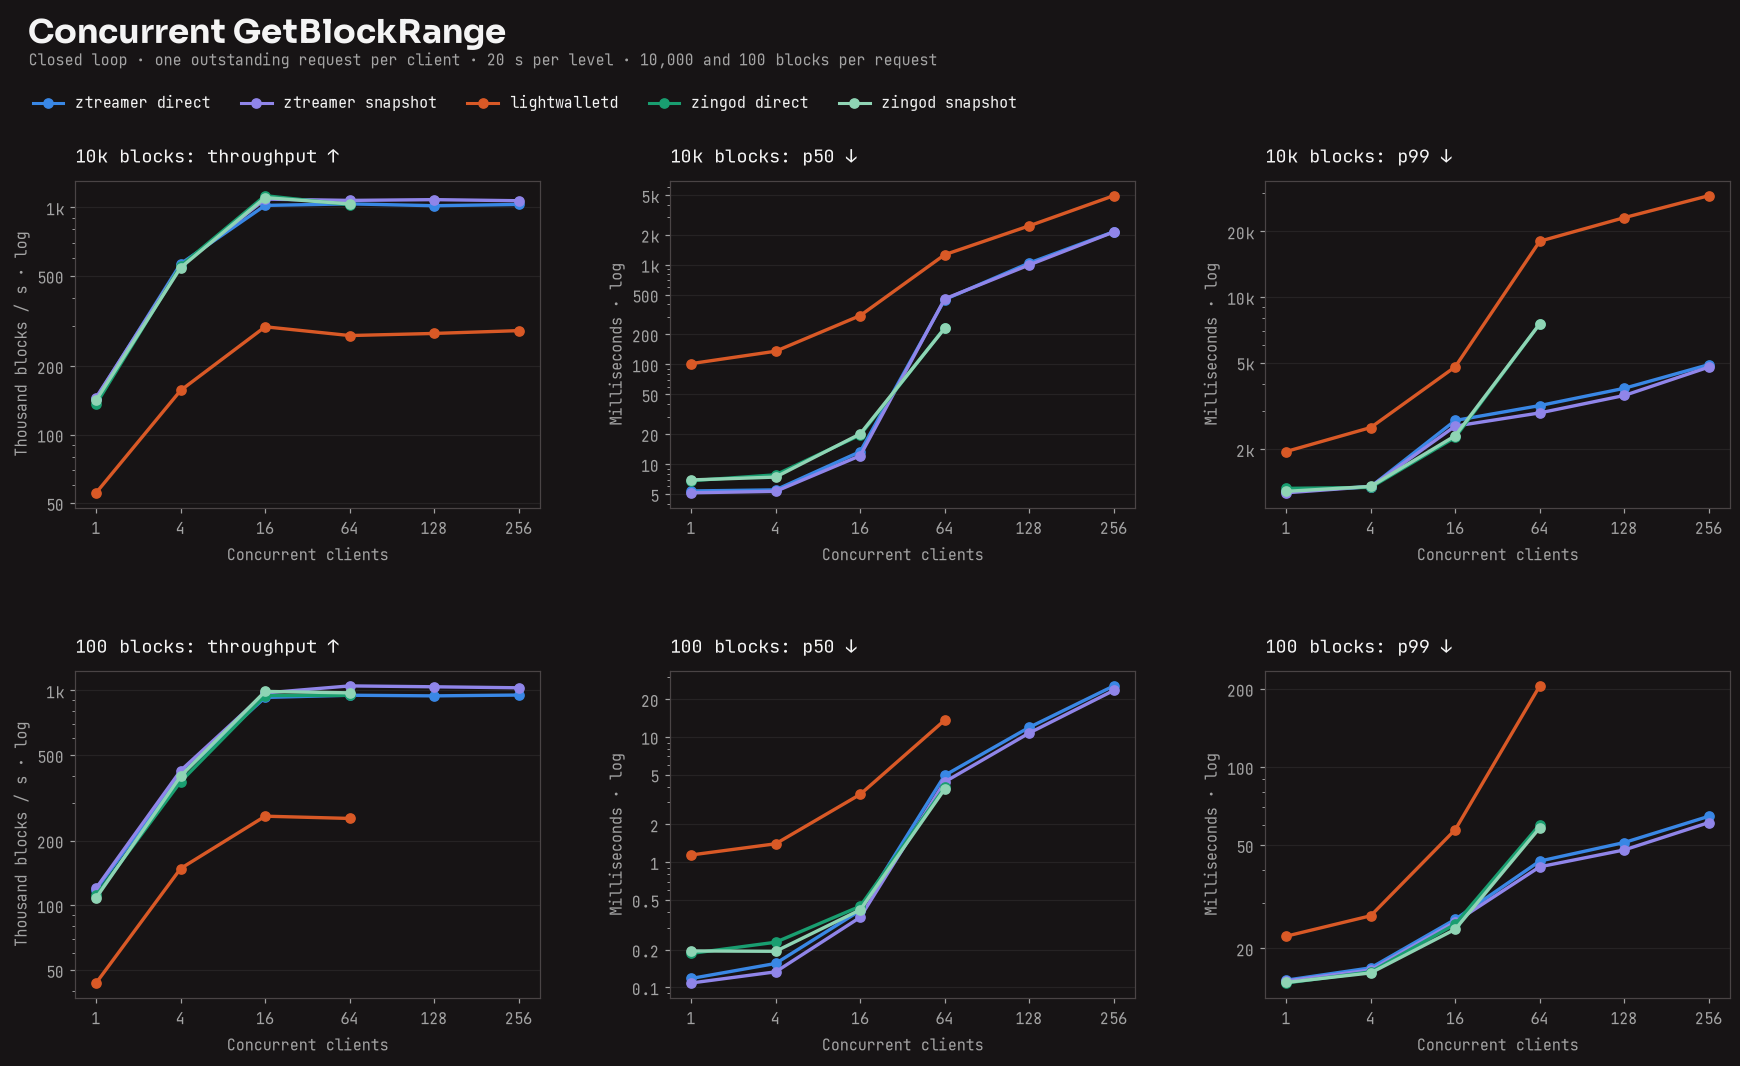 Concurrent GetBlockRange
Closed loop · one outstanding request per client · 20 s per level · 10,000 and 100 blocks per request
ztreamer direct
ztreamer snapshot
lightwalletd
zingod direct
zingod snapshot
10k blocks: throughput ↑
Thousand blocks / s · log
1k
500
200
100
50
1 4 16 64 128 256
Concurrent clients
10k blocks: p50 ↓
Milliseconds · log
5k
2k
1k
500
200
100
50
20
10
5
1 4 16 64 128 256
Concurrent clients
10k blocks: p99 ↓
Milliseconds · log
20k
10k
5k
2k
1 4 16 64 128 256
Concurrent clients
100 blocks: throughput ↑
Thousand blocks / s · log
1k
500
200
100
50
1 4 16 64 128 256
Concurrent clients
100 blocks: p50 ↓
Milliseconds · log
20
10
5
2
1
0.5
0.2
0.1
1 4 16 64 128 256
Concurrent clients
100 blocks: p99 ↓
Milliseconds · log
200
100
50
20
1 4 16 64 128 256
Concurrent clients